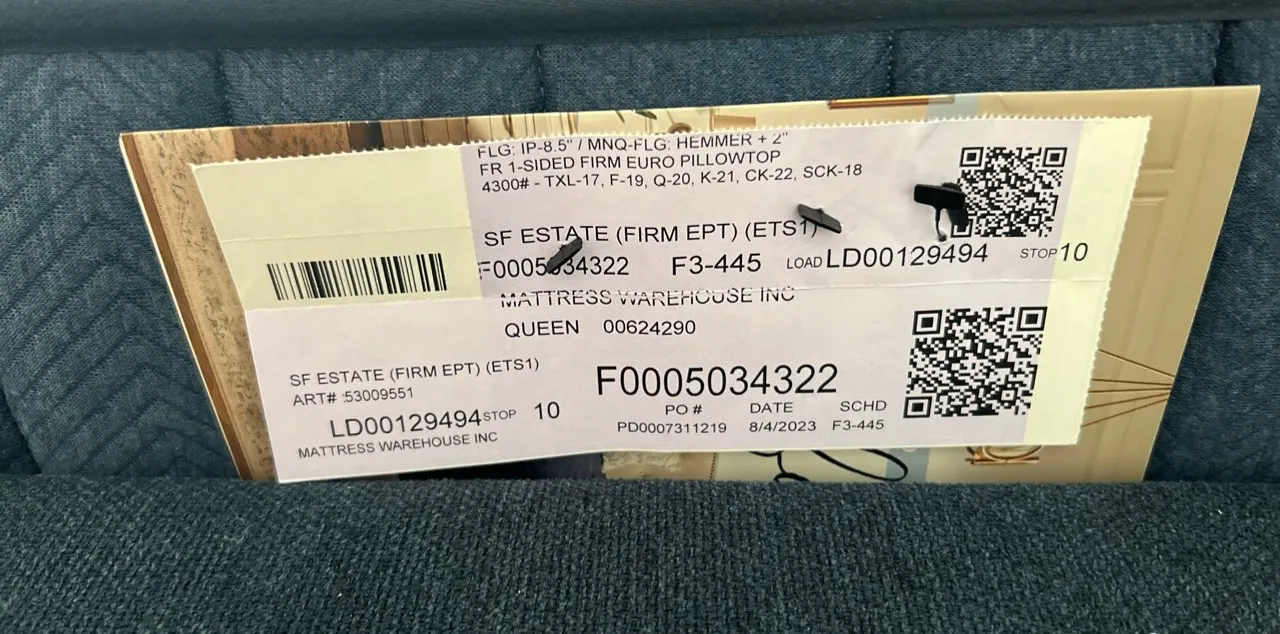 FLG: IP-8.5" / MNQ-FLG: HEMMER + 2"
FR 1-SIDED FIRM EURO PILLOWTOP
4300# - TXL-17, F-19, Q-20, K-21, CK-22, SCK-18
SF ESTATE (FIRM EPT) (ETS1)
F0005034322 F3-445 LOAD LD00129494 STOP 10
MATTRESS WAREHOUSE INC
QUEEN 00624290
SF ESTATE (FIRM EPT) (ETS1)
ART# :53009551
LD00129494 STOP 10
MATTRESS WAREHOUSE INC
F0005034322
PO # DATE SCHD
PD0007311219 8/4/2023 F3-445